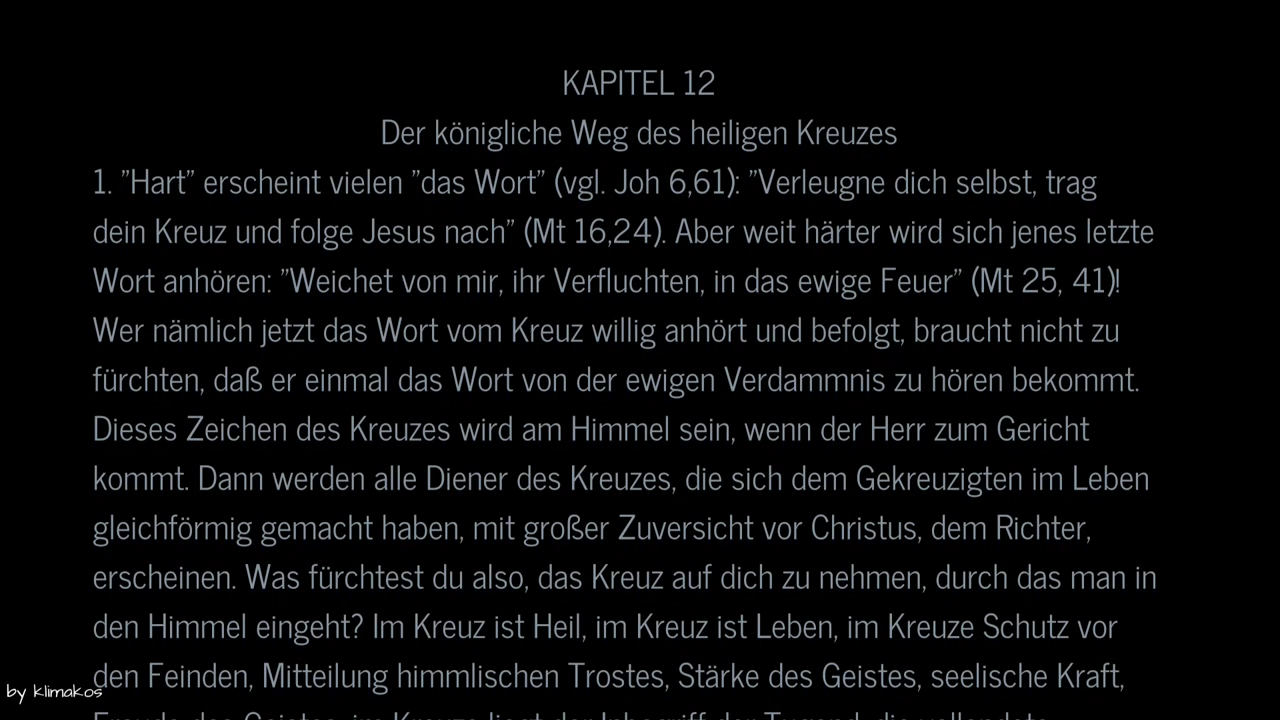 KAPITEL 12
Der königliche Weg des heiligen Kreuzes
1. "Hart" erscheint vielen "das Wort" (vgl. Joh 6,61): "Verleugne dich selbst, trag
dein Kreuz und folge Jesus nach" (Mt 16,24). Aber weit härter wird sich jenes letzte
Wort anhören: "Weichet von mir, ihr Verfluchten, in das ewige Feuer" (Mt 25, 41)!
Wer nämlich jetzt das Wort vom Kreuz willig anhört und befolgt, braucht nicht zu
fürchten, daß er einmal das Wort von der ewigen Verdammnis zu hören bekommt.
Dieses Zeichen des Kreuzes wird am Himmel sein, wenn der Herr zum Gericht
kommt. Dann werden alle Diener des Kreuzes, die sich dem Gekreuzigten im Leben
gleichförmig gemacht haben, mit großer Zuversicht vor Christus, dem Richter,
erscheinen. Was fürchtest du also, das Kreuz auf dich zu nehmen, durch das man in
den Himmel eingeht? Im Kreuz ist Heil, im Kreuz ist Leben, im Kreuze Schutz vor
den Feinden, Mitteilung himmlischen Trostes, Stärke des Geistes, seelische Kraft,
by klimakos